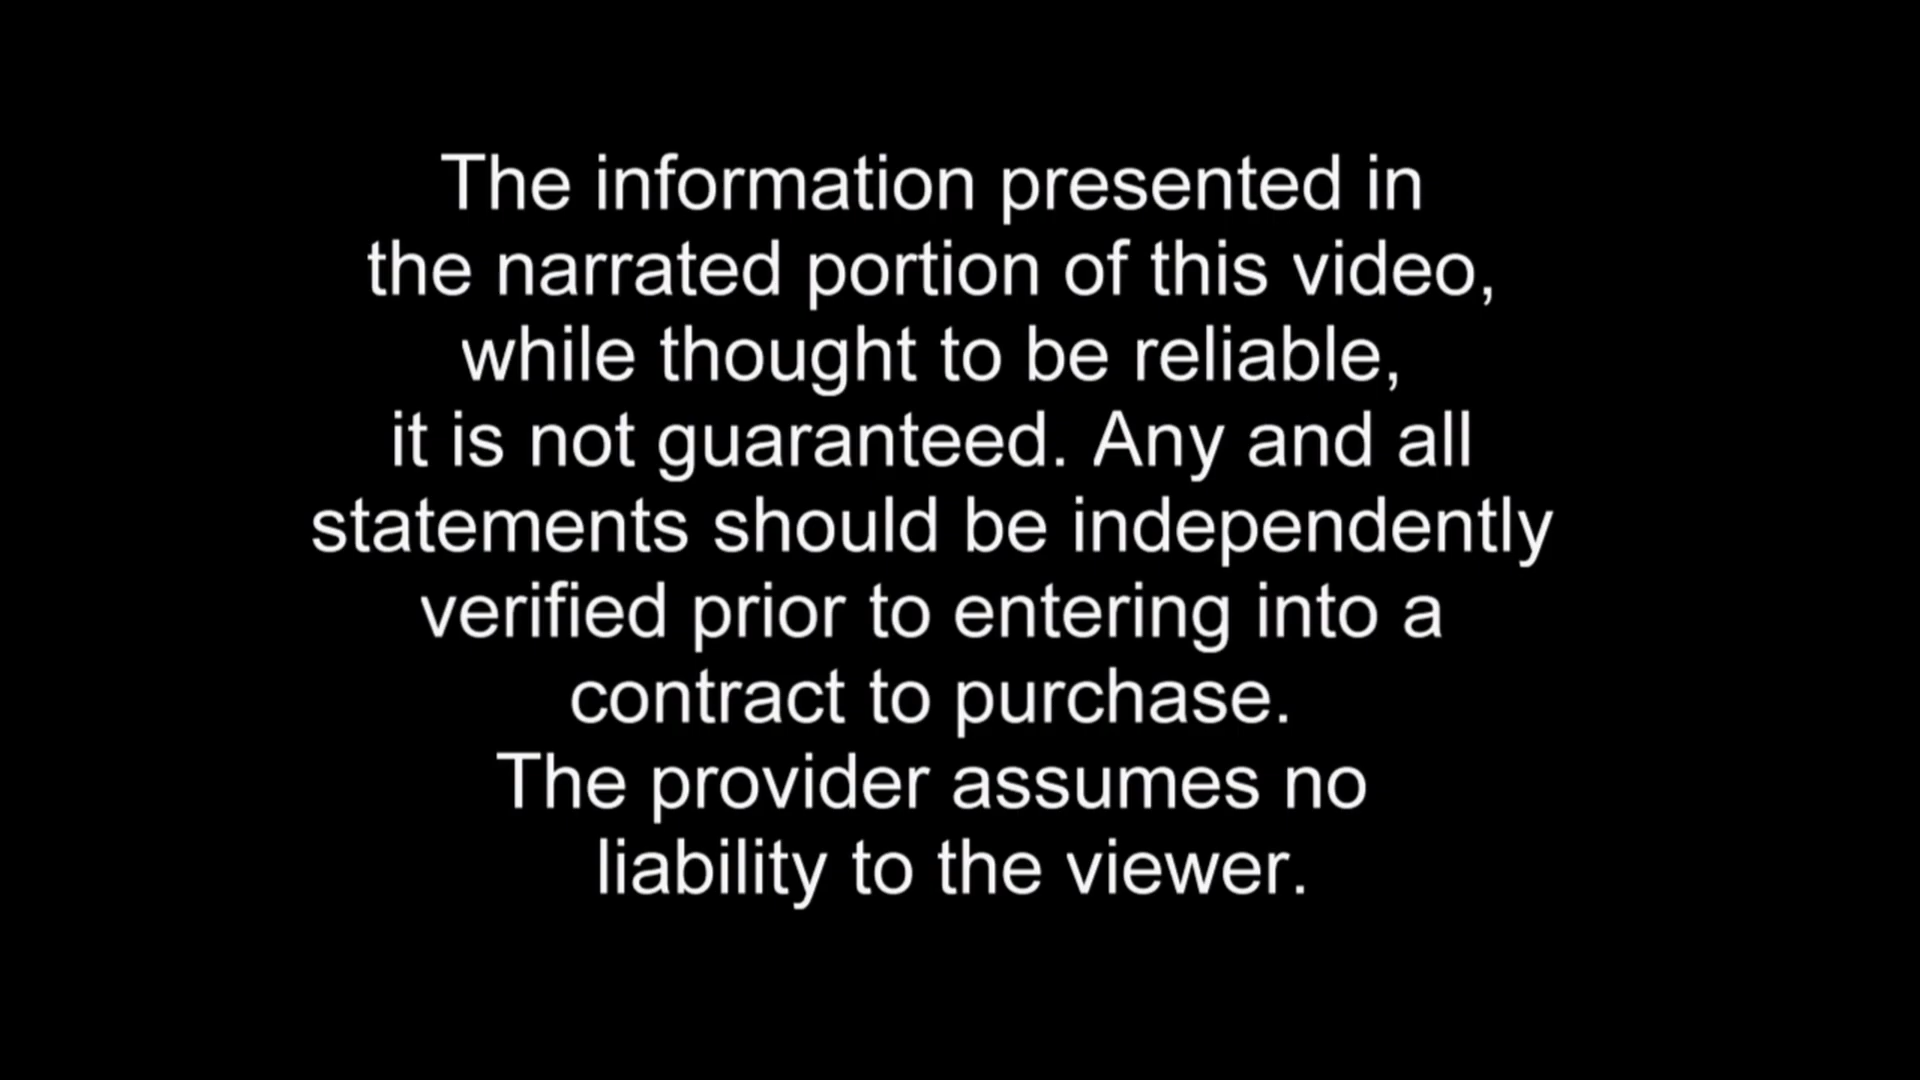 The information presented in
the narrated portion of this video,
while thought to be reliable,
it is not guaranteed. Any and all
statements should be independently
verified prior to entering into a
contract to purchase.
The provider assumes no
liability to the viewer.